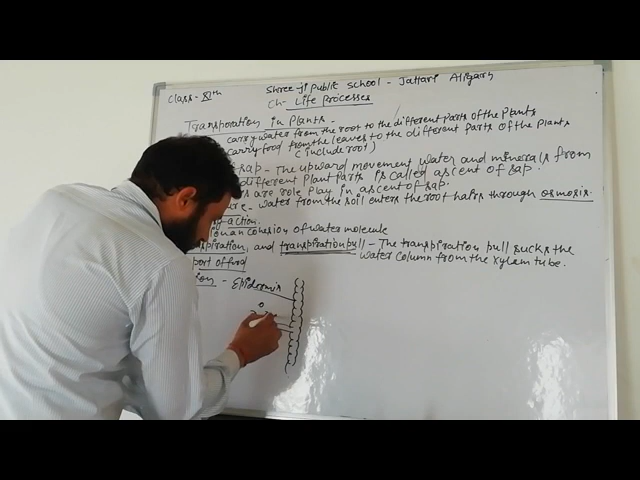 Class - Xth
Shree ji Public School - Jattari Aligarh
Ch- Life Processes
Transporation in Plants -
carry water from the root to the different parts of the Plants
carry food from the leaves to the different parts of the Plants
( include root )
sap - The upward movement water and minerals from
different Plant parts is called ascent of sap.
are role play in ascent of sap.
- water from the soil enters the root hairs through osmosis.
action.
cohesion of water molecule
and transpiration pull - The transpiration pull sucks the
water column from the xylem tube.
port of food
- Epidermis